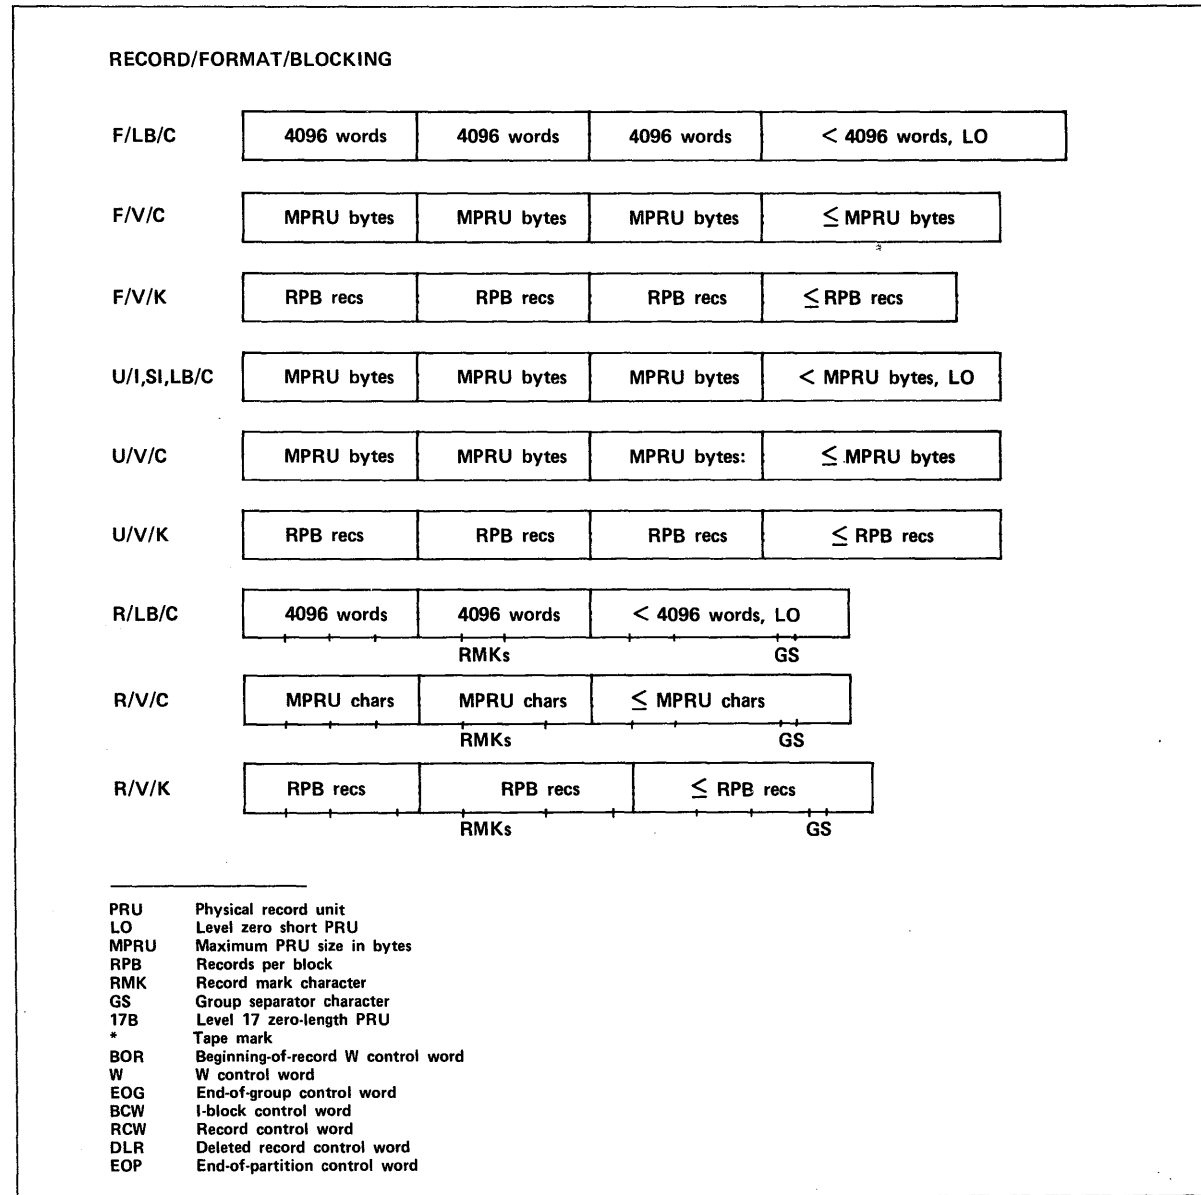 RECORD/FORMAT/BLOCKING
F/LB/C 4096 words 4096 words 4096 words < 4096 words, LO
F/V/C MPRU bytes MPRU bytes MPRU bytes ≤ MPRU bytes
F/V/K RPB recs RPB recs RPB recs ≤ RPB recs
U/I,SI,LB/C MPRU bytes MPRU bytes MPRU bytes < MPRU bytes, LO
U/V/C MPRU bytes MPRU bytes MPRU bytes: ≤ MPRU bytes
U/V/K RPB recs RPB recs RPB recs ≤ RPB recs
R/LB/C 4096 words 4096 words < 4096 words, LO
RMKs GS
R/V/C MPRU chars MPRU chars ≤ MPRU chars
RMKs GS
R/V/K RPB recs RPB recs ≤ RPB recs
RMKs GS
PRU Physical record unit
LO Level zero short PRU
MPRU Maximum PRU size in bytes
RPB Records per block
RMK Record mark character
GS Group separator character
17B Level 17 zero-length PRU
* Tape mark
BOR Beginning-of-record W control word
W W control word
EOG End-of-group control word
BCW I-block control word
RCW Record control word
DLR Deleted record control word
EOP End-of-partition control word